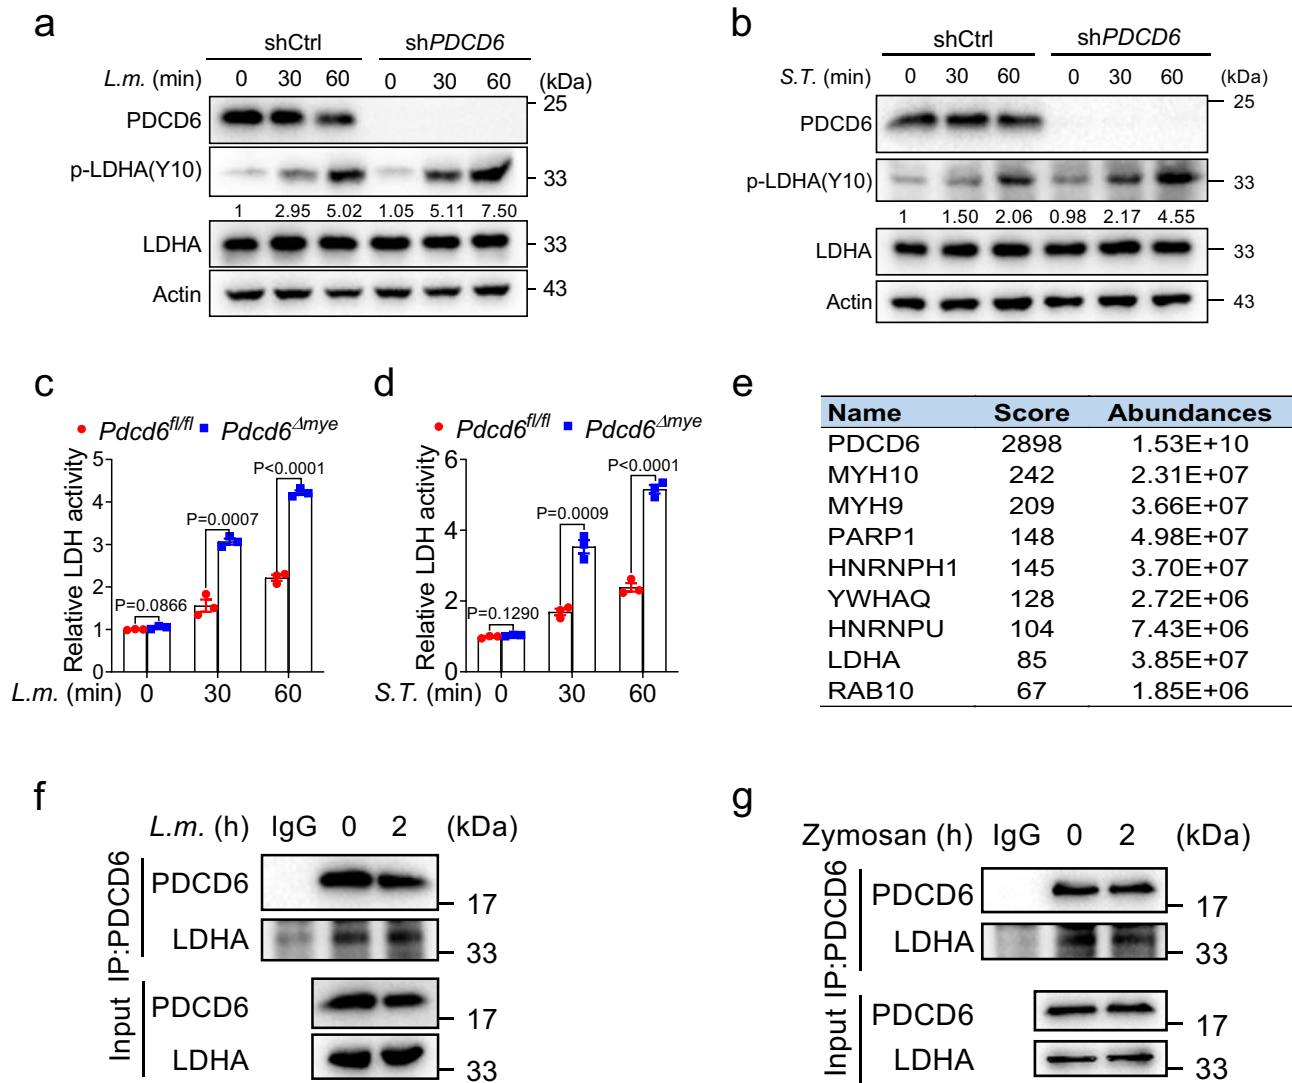 a
shCtrl shPDCD6
L.m. (min) 0 30 60 0 30 60 (kDa)
PDCD6 25
p-LDHA(Y10) 33
1 2.95 5.02 1.05 5.11 7.50
LDHA 33
Actin 43
b
shCtrl shPDCD6
S.T. (min) 0 30 60 0 30 60 (kDa)
PDCD6 25
p-LDHA(Y10) 33
1 1.50 2.06 0.98 2.17 4.55
LDHA 33
Actin 43
c
Pdcd6fl/fl Pdcd6Δmye
Relative LDH activity
5
4
3
2
1
0
P=0.0866
P=0.0007
P<0.0001
L.m. (min) 0 30 60
d
Pdcd6fl/fl Pdcd6Δmye
Relative LDH activity
6
4
2
0
P=0.1290
P=0.0009
P<0.0001
S.T. (min) 0 30 60
e
Name Score Abundances
PDCD6 2898 1.53E+10
MYH10 242 2.31E+07
MYH9 209 3.66E+07
PARP1 148 4.98E+07
HNRNPH1 145 3.70E+07
YWHAQ 128 2.72E+06
HNRNPU 104 7.43E+06
LDHA 85 3.85E+07
RAB10 67 1.85E+06
f
L.m. (h) IgG 0 2 (kDa)
IP:PDCD6
PDCD6 17
LDHA 33
Input
PDCD6 17
LDHA 33
g
Zymosan (h) IgG 0 2 (kDa)
IP:PDCD6
PDCD6 17
LDHA 33
Input
PDCD6 17
LDHA 33